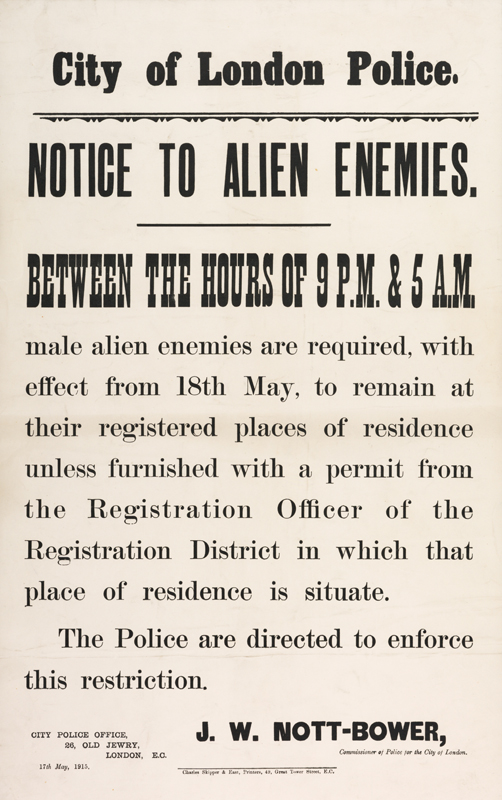 City of London Police.
NOTICE TO ALIEN ENEMIES.
BETWEEN THE HOURS OF 9 P.M. & 5 A.M.
male alien enemies are required, with
effect from 18th May, to remain at
their registered places of residence
unless furnished with a permit from
the Registration Officer of the
Registration District in which that
place of residence is situate.
The Police are directed to enforce
this restriction.
J. W. NOTT-BOWER,
Commissioner of Police for the City of London.
CITY POLICE OFFICE,
26, OLD JEWRY,
LONDON, E.C.
17th May, 1915.
Charles Skipper & East, Printers, 49, Great Tower Street, E.C.